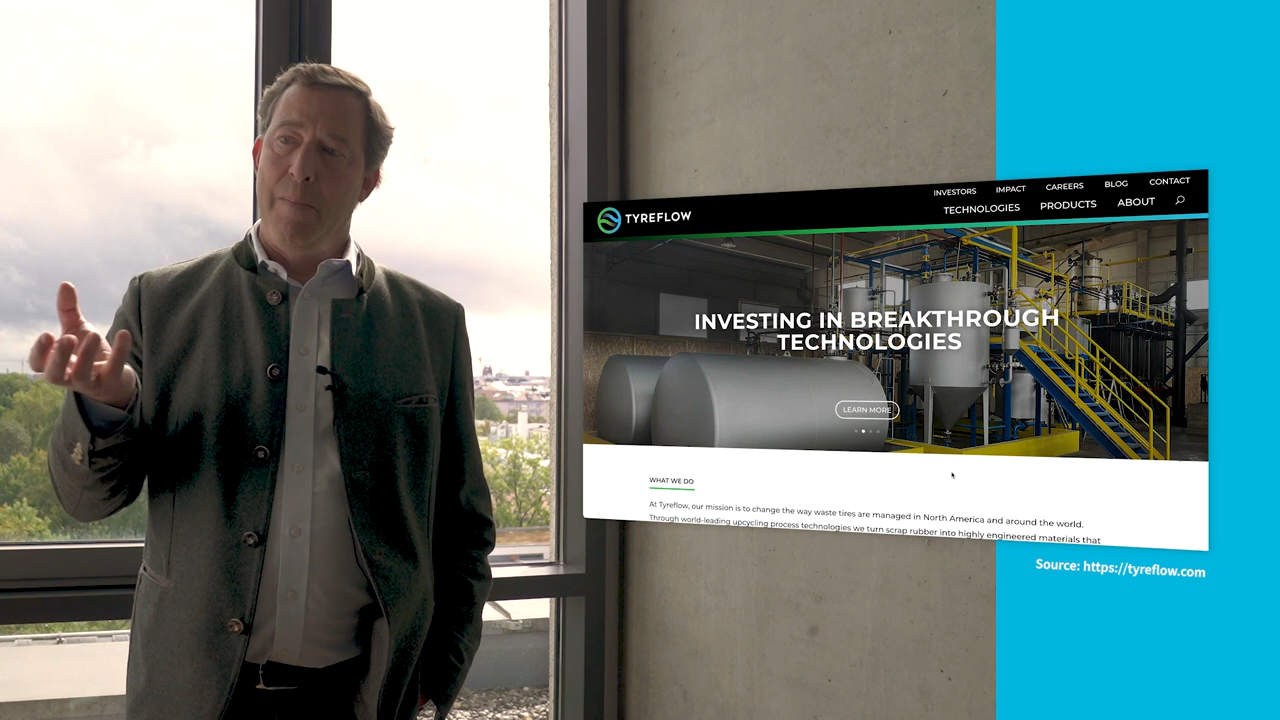 INVESTORS IMPACT CAREERS BLOG CONTACT
TYREFLOW
TECHNOLOGIES PRODUCTS ABOUT
INVESTING IN BREAKTHROUGH
TECHNOLOGIES
LEARN MORE
WHAT WE DO
At Tyreflow, our mission is to change the way waste tires are managed in North America and around the world.
Through world-leading upcycling process technologies we turn scrap rubber into highly engineered materials that
Source: https://tyreflow.com